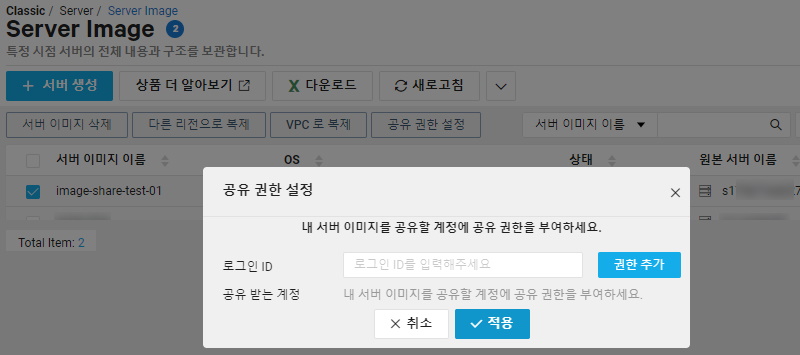 Classic / Server / Server Image
Server Image 2
특정 시점 서버의 전체 내용과 구조를 보관합니다.
+ 서버 생성 상품 더 알아보기 다운로드 새로고침
서버 이미지 삭제 다른 리전으로 복제 VPC 로 복제 공유 권한 설정 서버 이미지 이름
서버 이미지 이름 OS 상태 원본 서버 이름
image-share-test-01
Total Item: 2
공유 권한 설정
내 서버 이미지를 공유할 계정에 공유 권한을 부여하세요.
로그인 ID 로그인 ID를 입력해주세요 권한 추가
공유 받는 계정 내 서버 이미지를 공유할 계정에 공유 권한을 부여하세요.
취소 적용